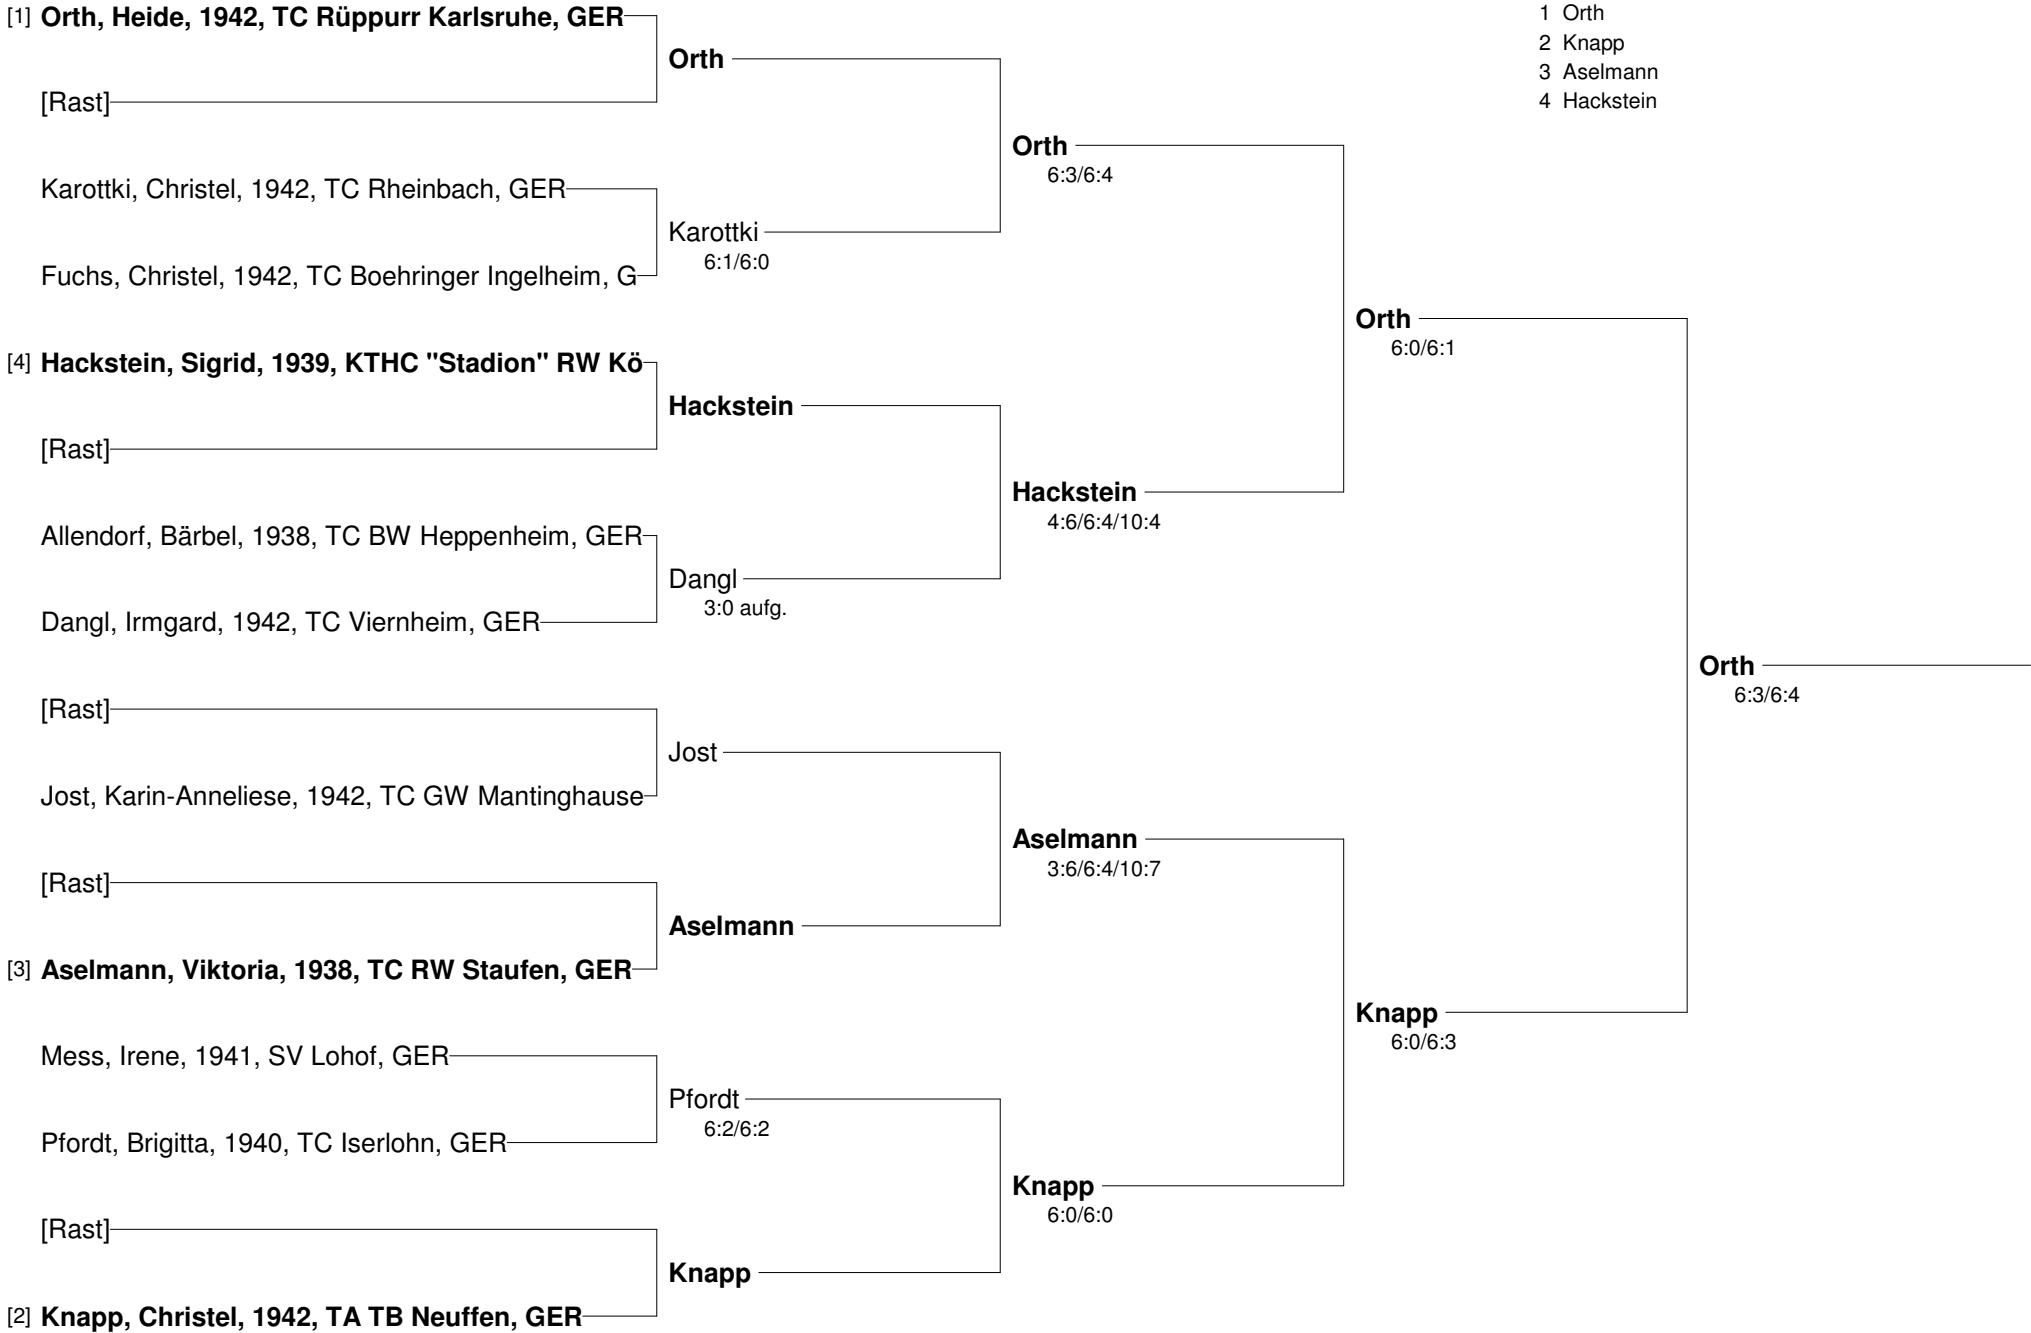 [1] Orth, Heide, 1942, TC Rüppurr Karlsruhe, GER
[Rast]
Karottki, Christel, 1942, TC Rheinbach, GER
Fuchs, Christel, 1942, TC Boehringer Ingelheim, G
[4] Hackstein, Sigrid, 1939, KTHC "Stadion" RW Kö
[Rast]
Allendorf, Bärbel, 1938, TC BW Heppenheim, GER
Dangl, Irmgard, 1942, TC Viernheim, GER
[Rast]
Jost, Karin-Anneliese, 1942, TC GW Mantinghause
[Rast]
[3] Aselmann, Viktoria, 1938, TC RW Staufen, GER
Mess, Irene, 1941, SV Lohof, GER
Pfordt, Brigitta, 1940, TC Iserlohn, GER
[Rast]
[2] Knapp, Christel, 1942, TA TB Neuffen, GER
Orth
Karottki
6:1/6:0
Hackstein
Dangl
3:0 aufg.
Jost
Aselmann
Pfordt
6:2/6:2
Knapp
Orth
6:3/6:4
Hackstein
4:6/6:4/10:4
Aselmann
3:6/6:4/10:7
Knapp
6:0/6:0
Orth
6:0/6:1
Knapp
6:0/6:3
Orth
6:3/6:4
1 Orth
2 Knapp
3 Aselmann
4 Hackstein